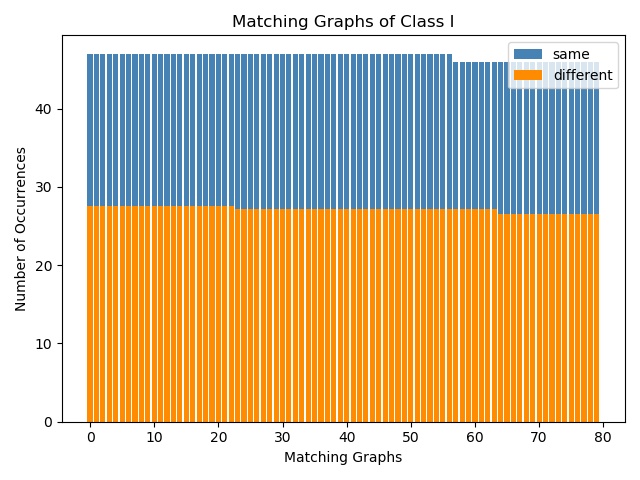 Matching Graphs of Class I
same
different
Number of Occurrences
40
30
20
10
0
0 10 20 30 40 50 60 70 80
Matching Graphs